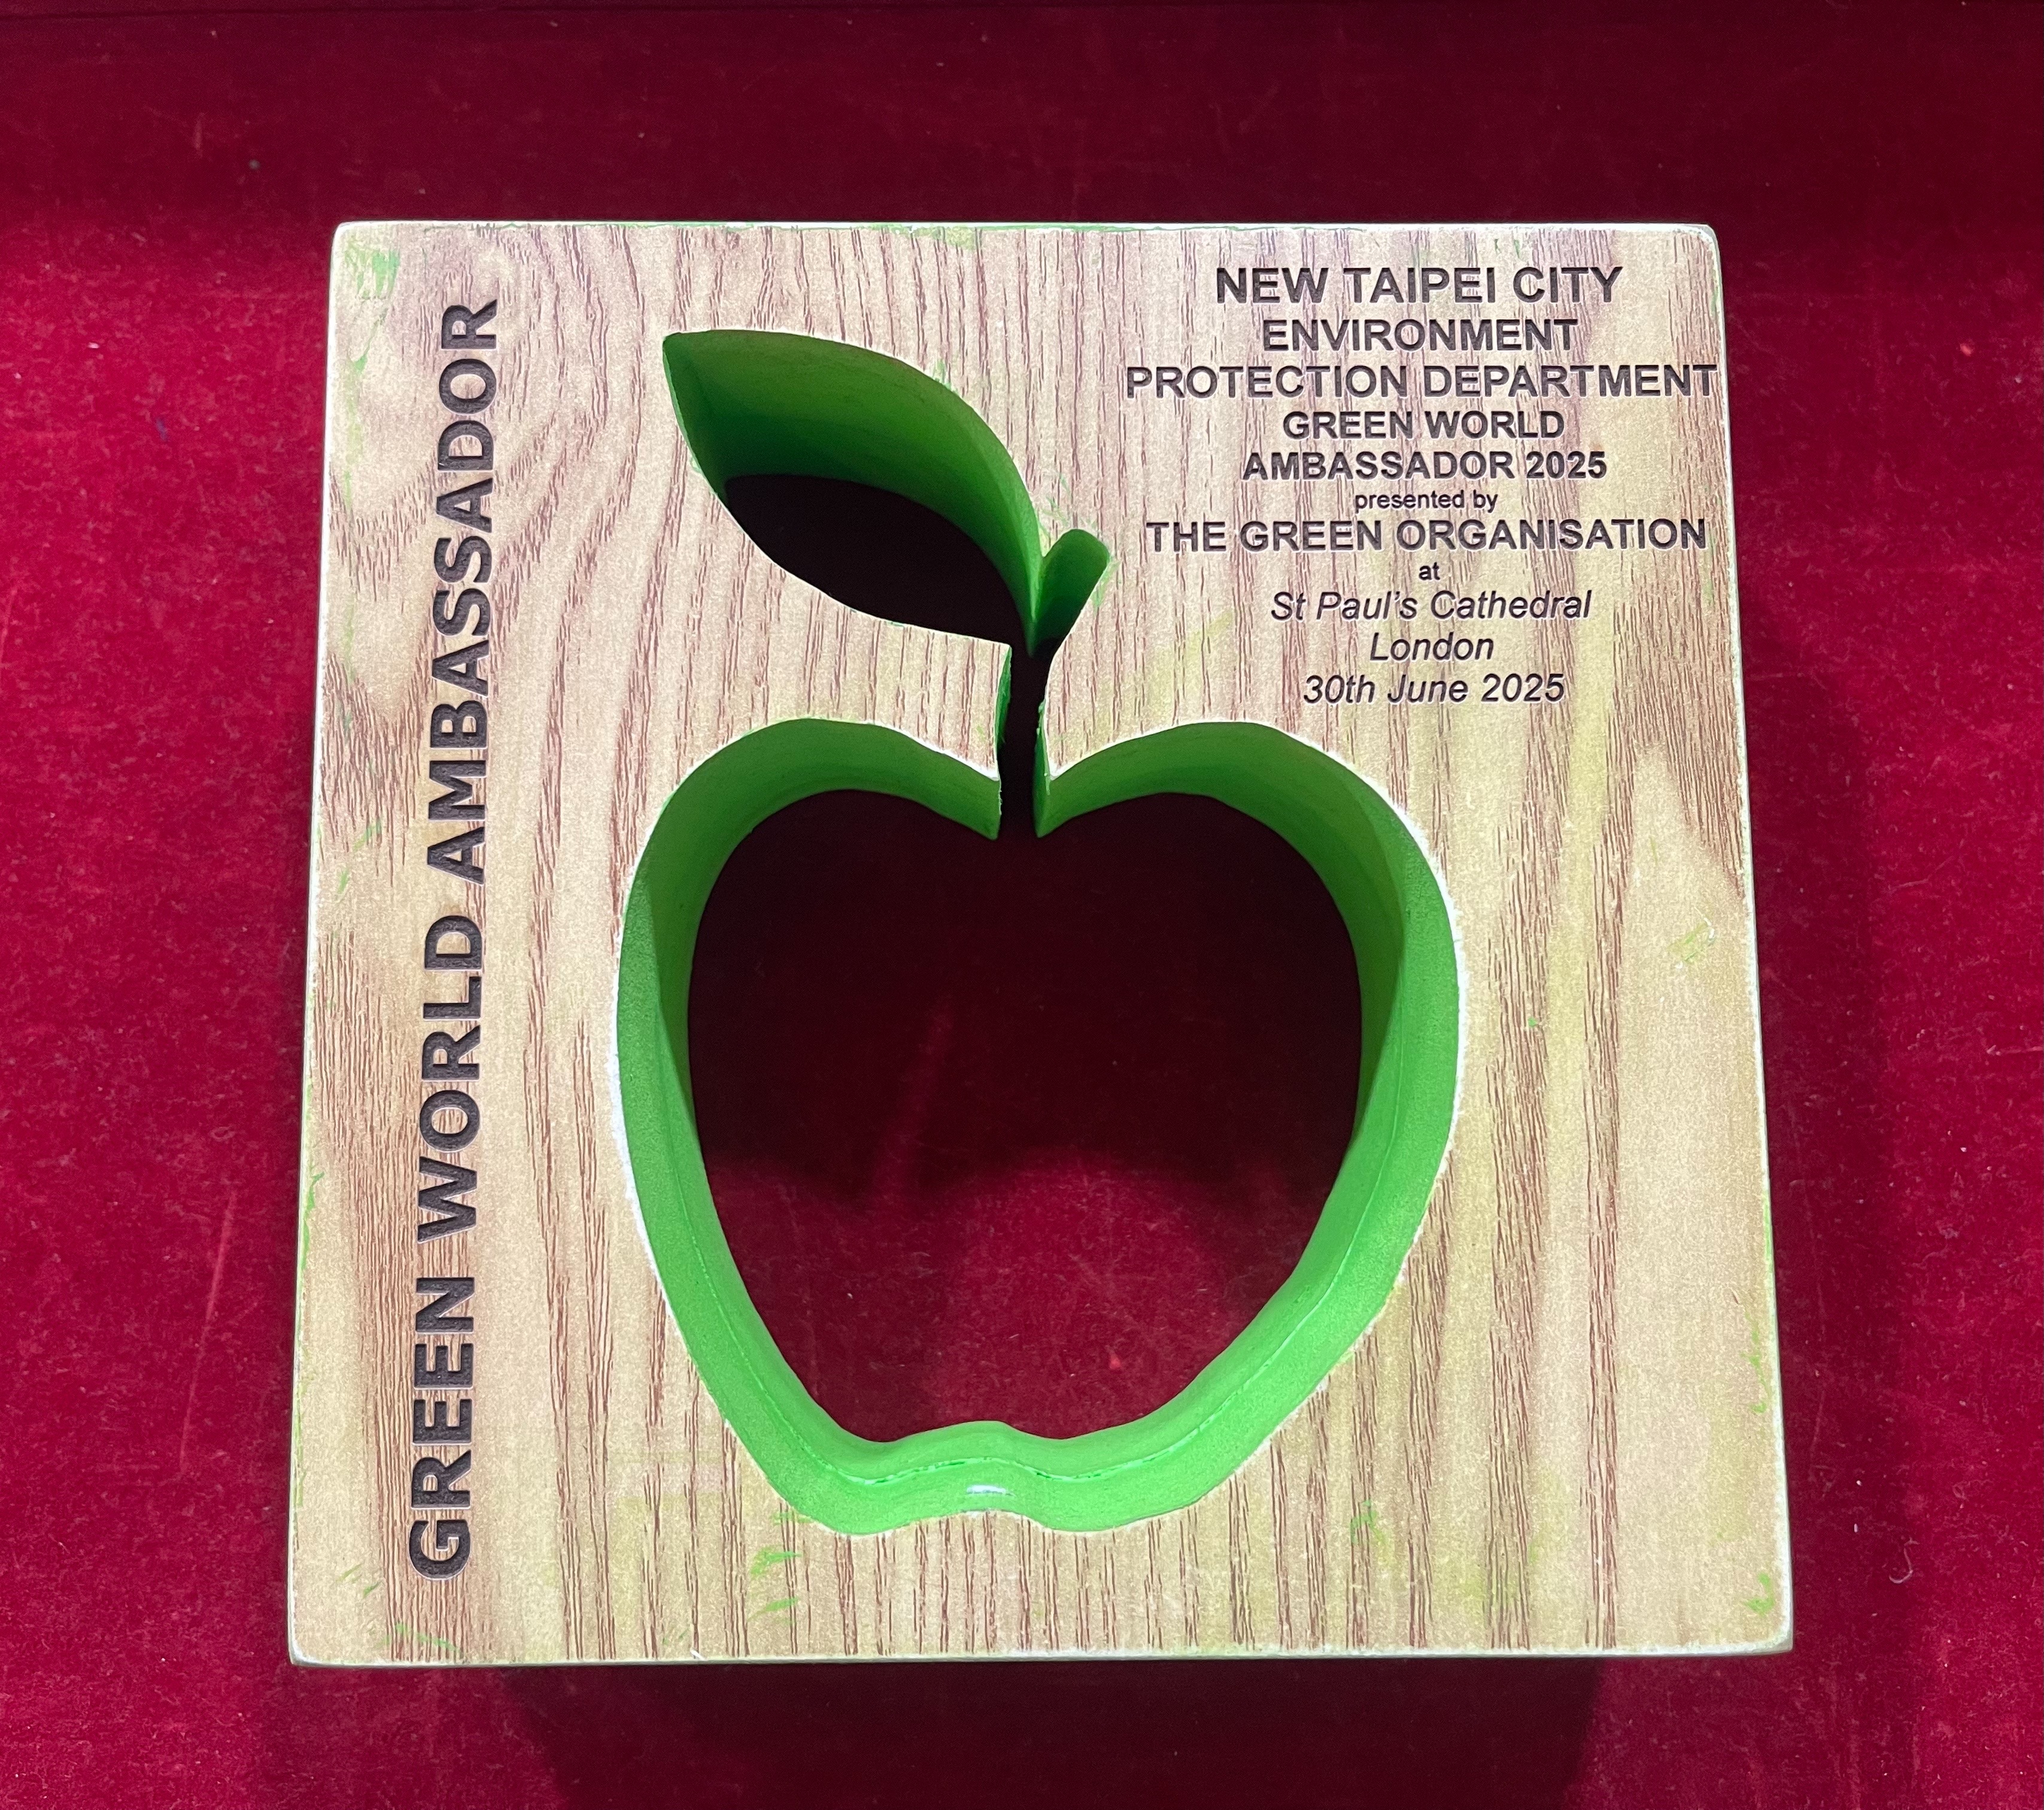 GREEN WORLD AMBASSADOR
NEW TAIPEI CITY
ENVIRONMENT
PROTECTION DEPARTMENT
GREEN WORLD
AMBASSADOR 2025
presented by
THE GREEN ORGANISATION
at
St Paul's Cathedral
London
30th June 2025